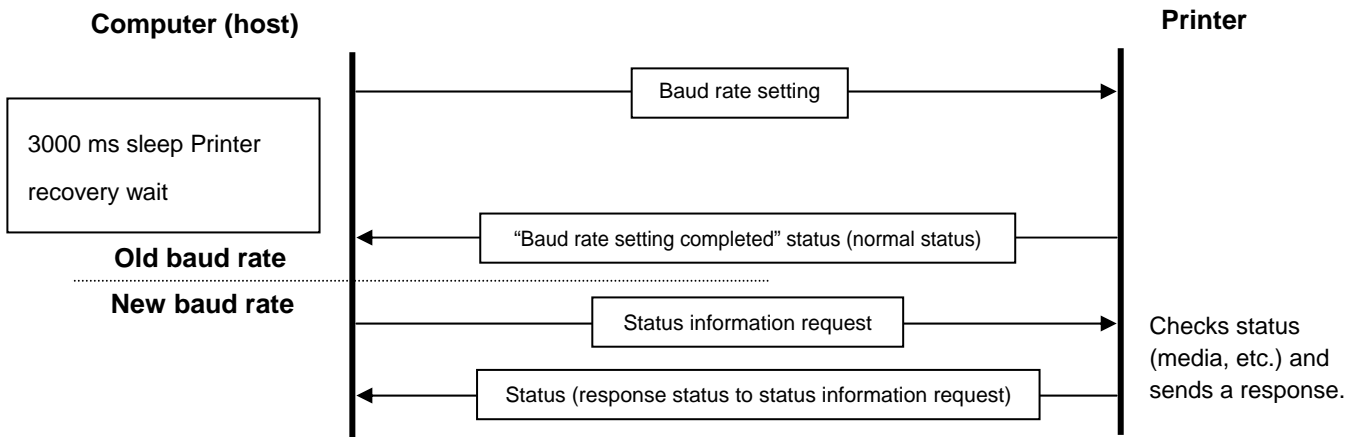 Computer (host)
Printer
Baud rate setting
3000 ms sleep Printer
recovery wait
“Baud rate setting completed” status (normal status)
Old baud rate
New baud rate
Status information request
Checks status
(media, etc.) and
sends a response.
Status (response status to status information request)